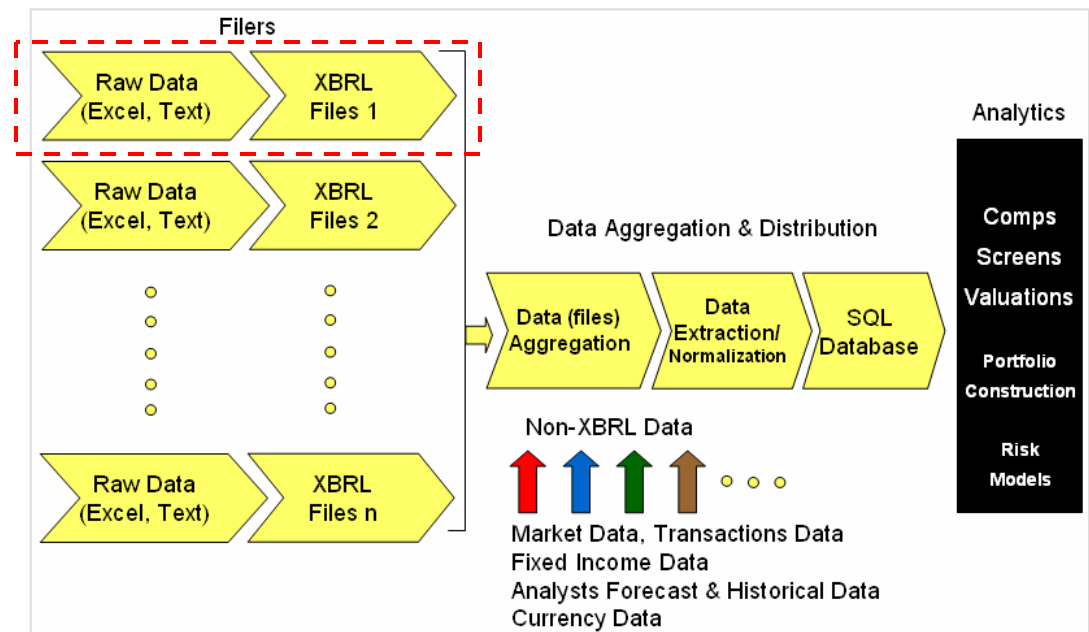 Filers
Raw Data
(Excel, Text)
XBRL
Files 1
Raw Data
(Excel, Text)
XBRL
Files 2
Raw Data
(Excel, Text)
XBRL
Files n
Data Aggregation & Distribution
Data (files)
Aggregation
Data
Extraction/
Normalization
SQL
Database
Non-XBRL Data
Market Data, Transactions Data
Fixed Income Data
Analysts Forecast & Historical Data
Currency Data
Analytics
Comps
Screens
Valuations
Portfolio
Construction
Risk
Models